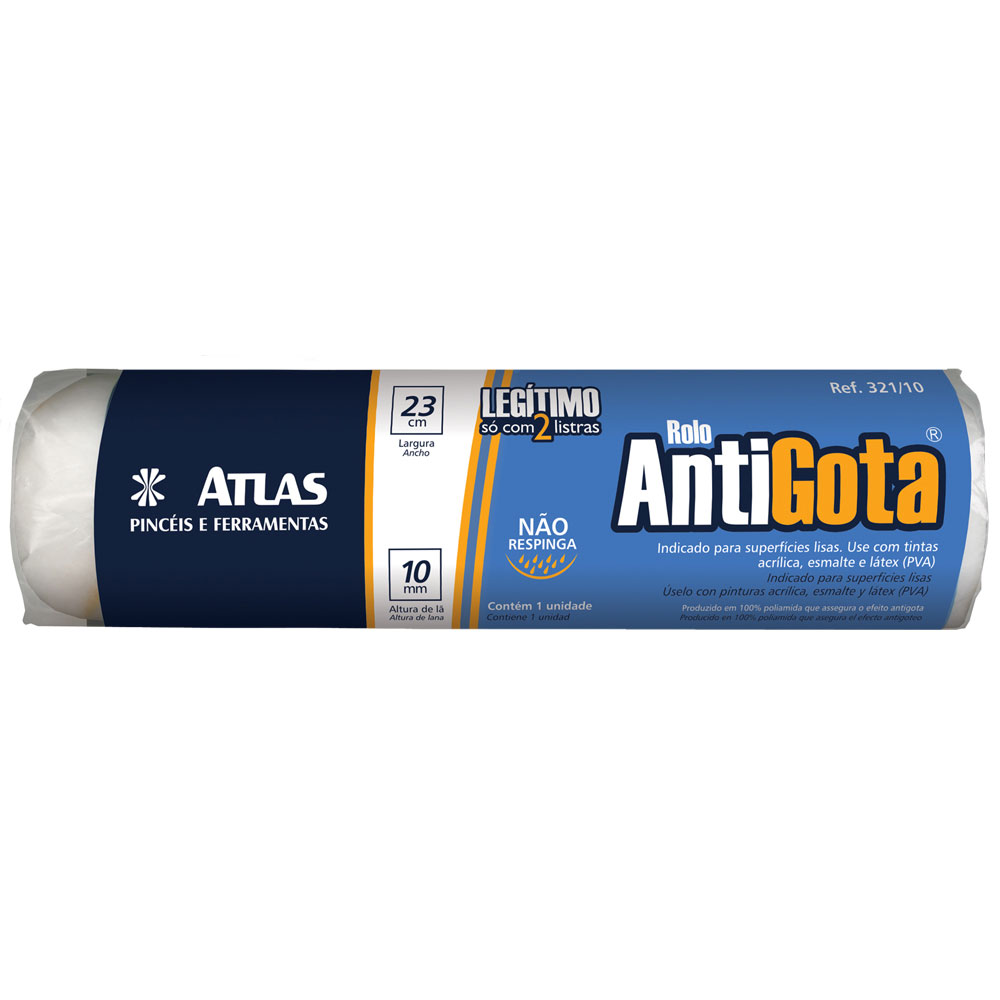 ATLAS
PINCÉIS E FERRAMENTAS
23
cm
Largura
Ancho
10
mm
Altura de lã
Altura de lana
LEGÍTIMO
só com 2 listras
NÃO
RESPINGA
Contém 1 unidade
Contiene 1 unidad
Ref. 321/10
Rolo
AntiGota ®
Indicado para superfícies lisas. Use com tintas
acrílica, esmalte e látex (PVA)
Indicado para superfícies lisas
Úselo con pinturas acrílica, esmalte y látex (PVA)
Produzido em 100% poliamida que assegura o efeito antigota
Producido en 100% poliamida que asegura el efecto antigoteo